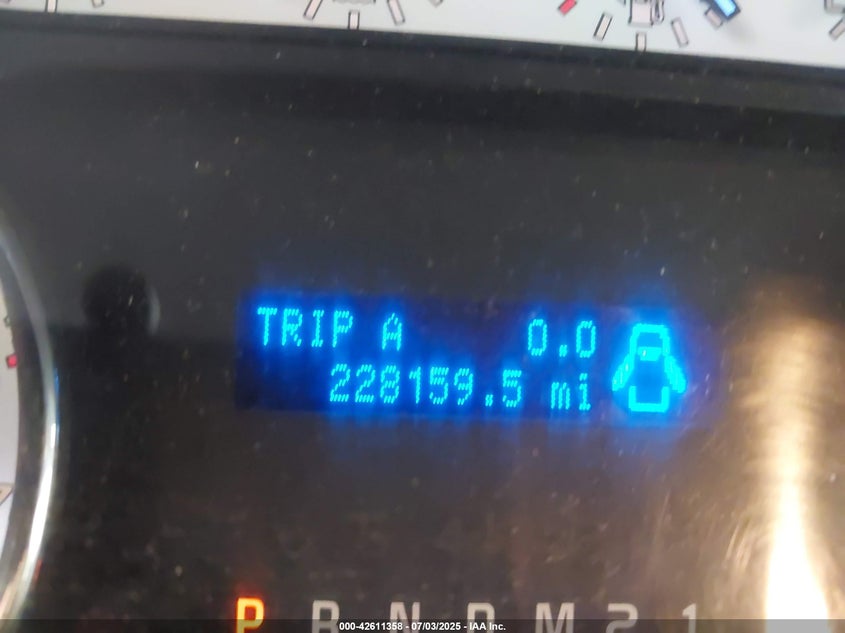 TRIP A 0.0
228159.5 mi
P R N D M 2 1
000-42611358 - 07/03/2025 - IAA Inc.